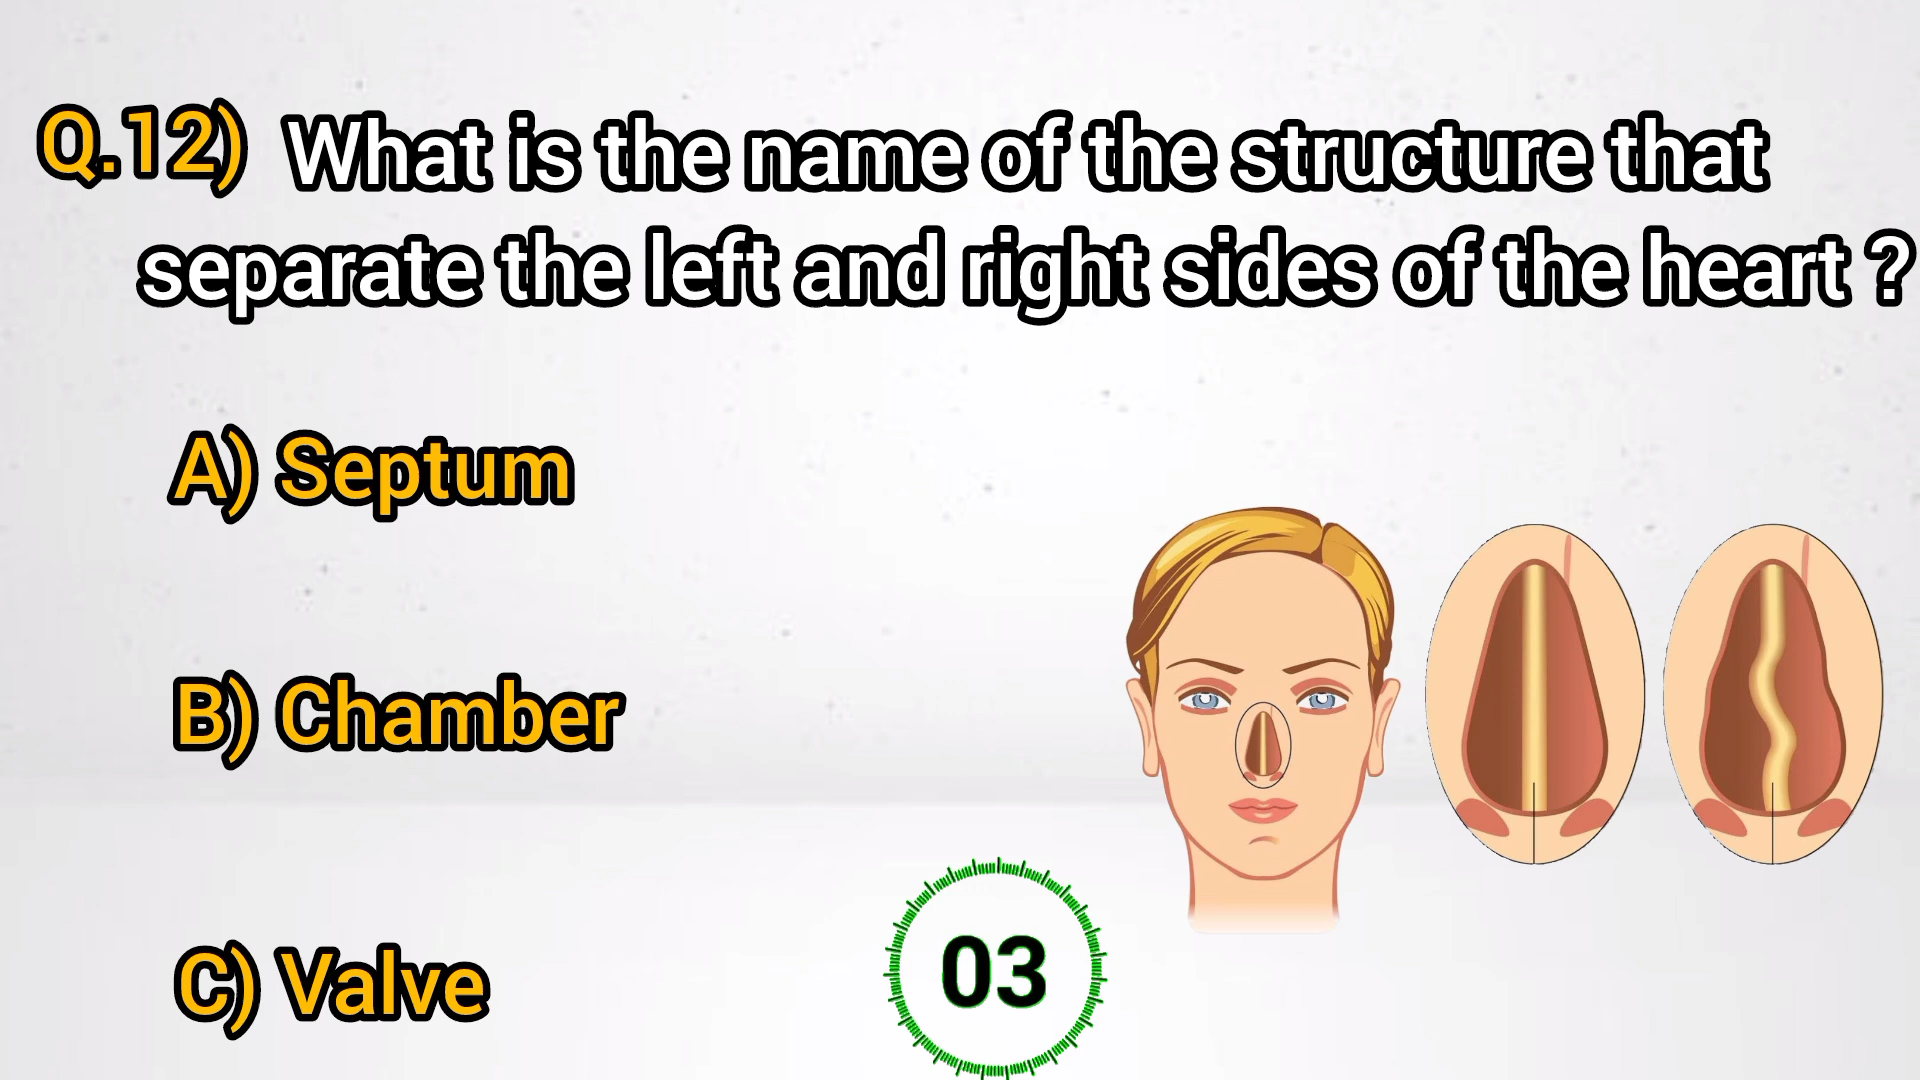 Q.12) What is the name of the structure that
separate the left and right sides of the heart ?
A) Septum
B) Chamber
C) Valve
03